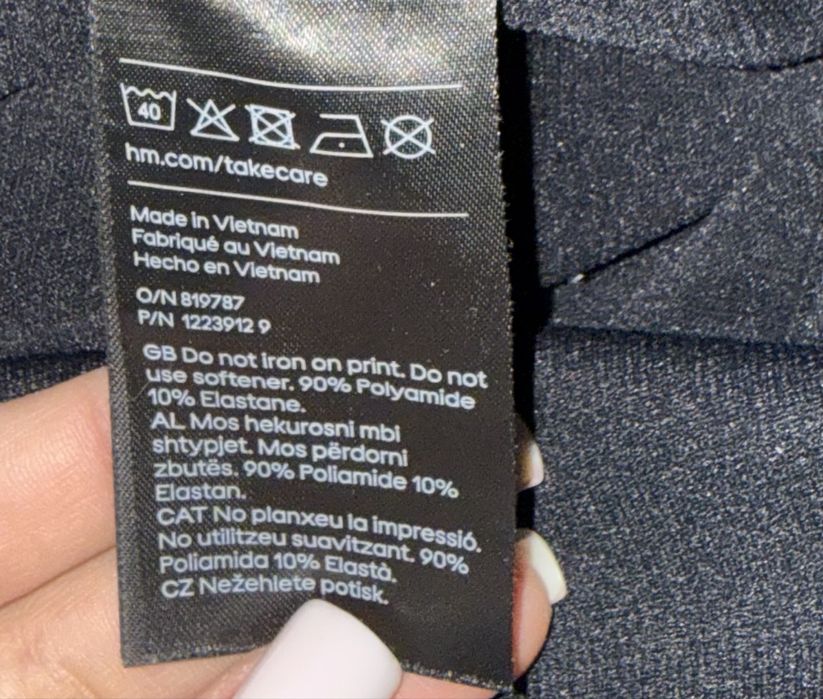 40
hm.com/takecare
Made in Vietnam
Fabriqué au Vietnam
Hecho en Vietnam
O/N 819787
P/N 1223912 9
GB Do not iron on print. Do not
use softener. 90% Polyamide
10% Elastane.
AL Mos hekurosni mbi
shtypjet. Mos përdorni
zbutës. 90% Poliamide 10%
Elastan.
CAT No planxeu la impressió.
No utilitzeu suavitzant. 90%
Poliamida 10% Elastà.
CZ Nežehlete potisk.